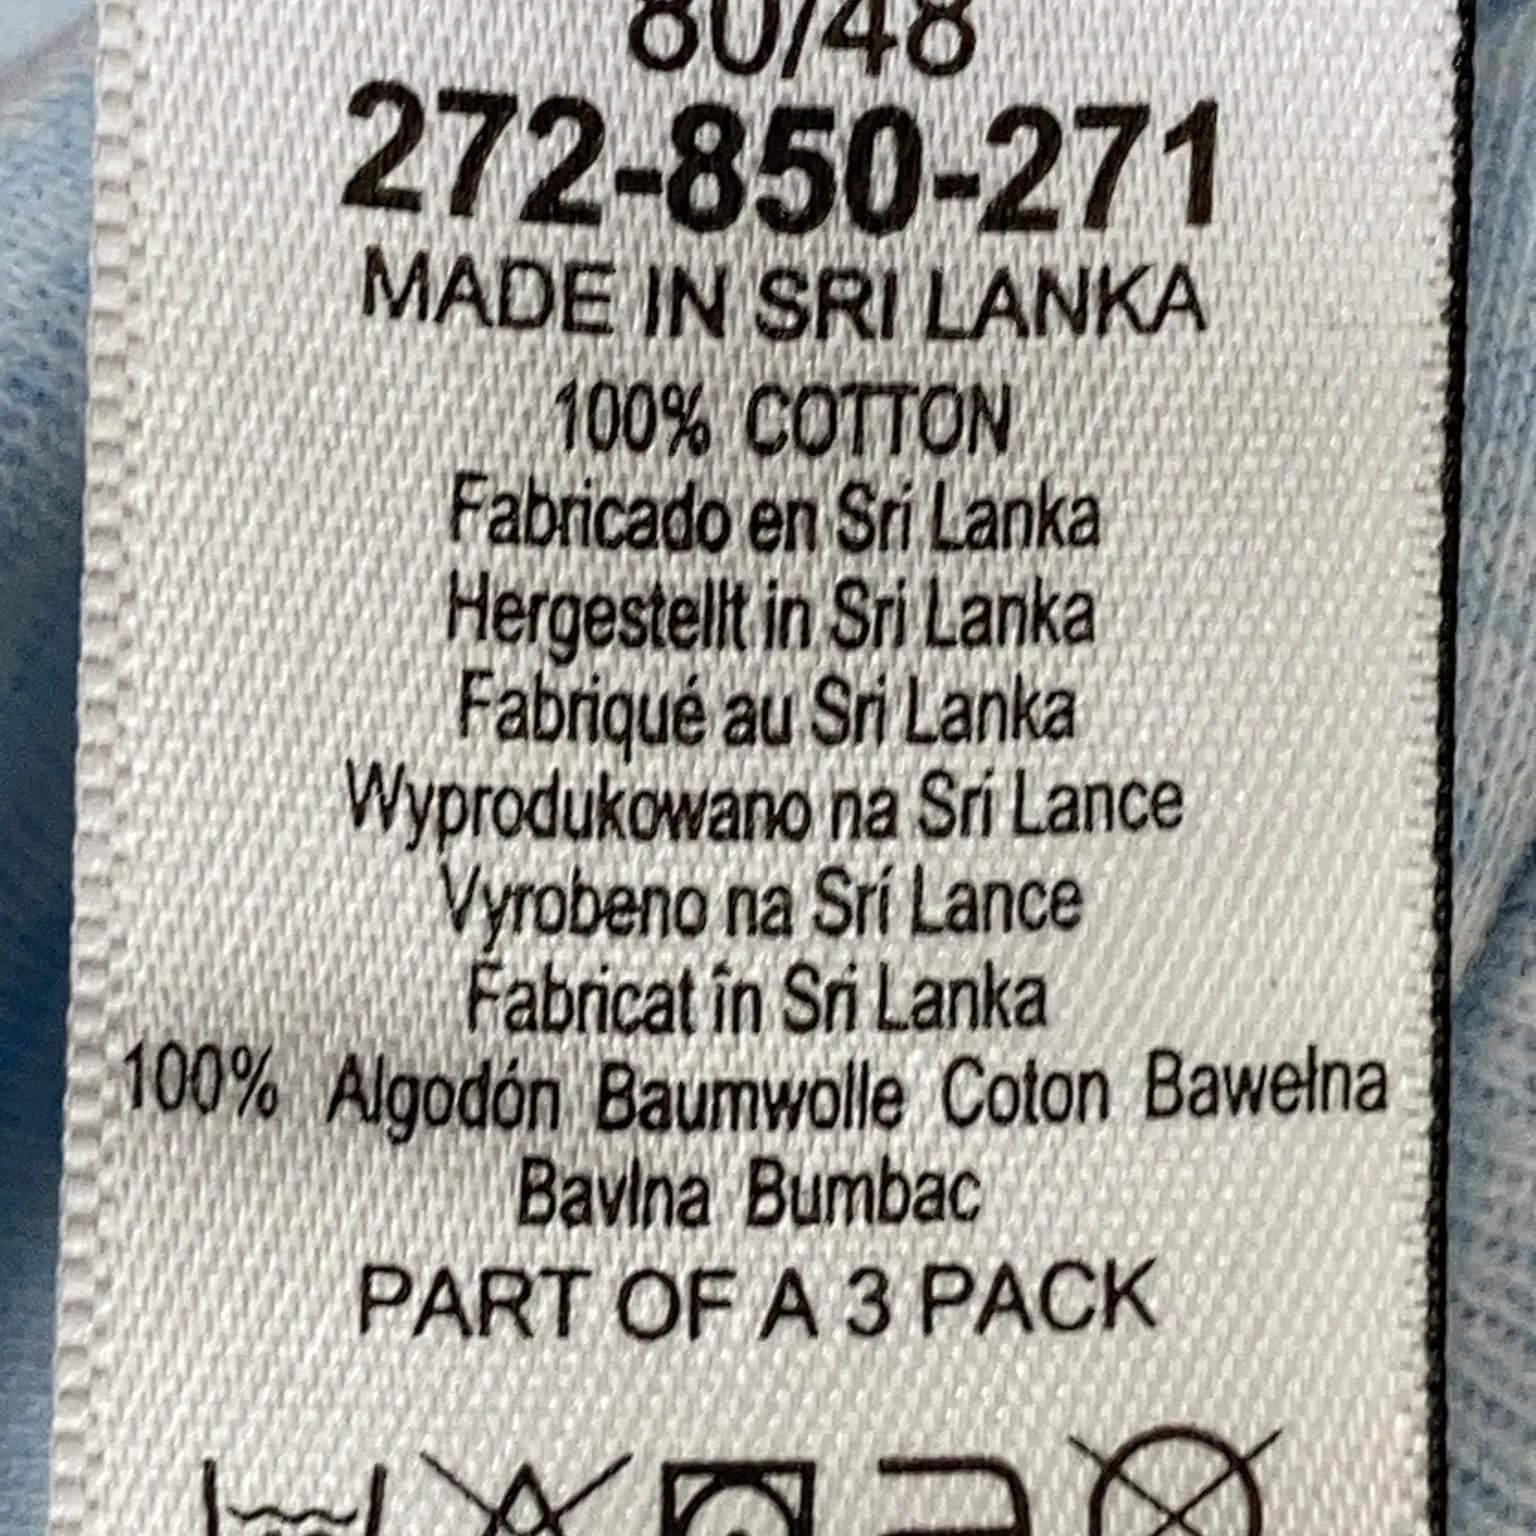 80/48
272-850-271
MADE IN SRI LANKA
100% COTTON
Fabricado en Sri Lanka
Hergestellt in Sri Lanka
Fabriqué au Sri Lanka
Wyprodukowano na Sri Lance
Vyrobeno na Srí Lance
Fabricat în Sri Lanka
100% Algodón Baumwolle Coton Bawełna
Bavlna Bumbac
PART OF A 3 PACK